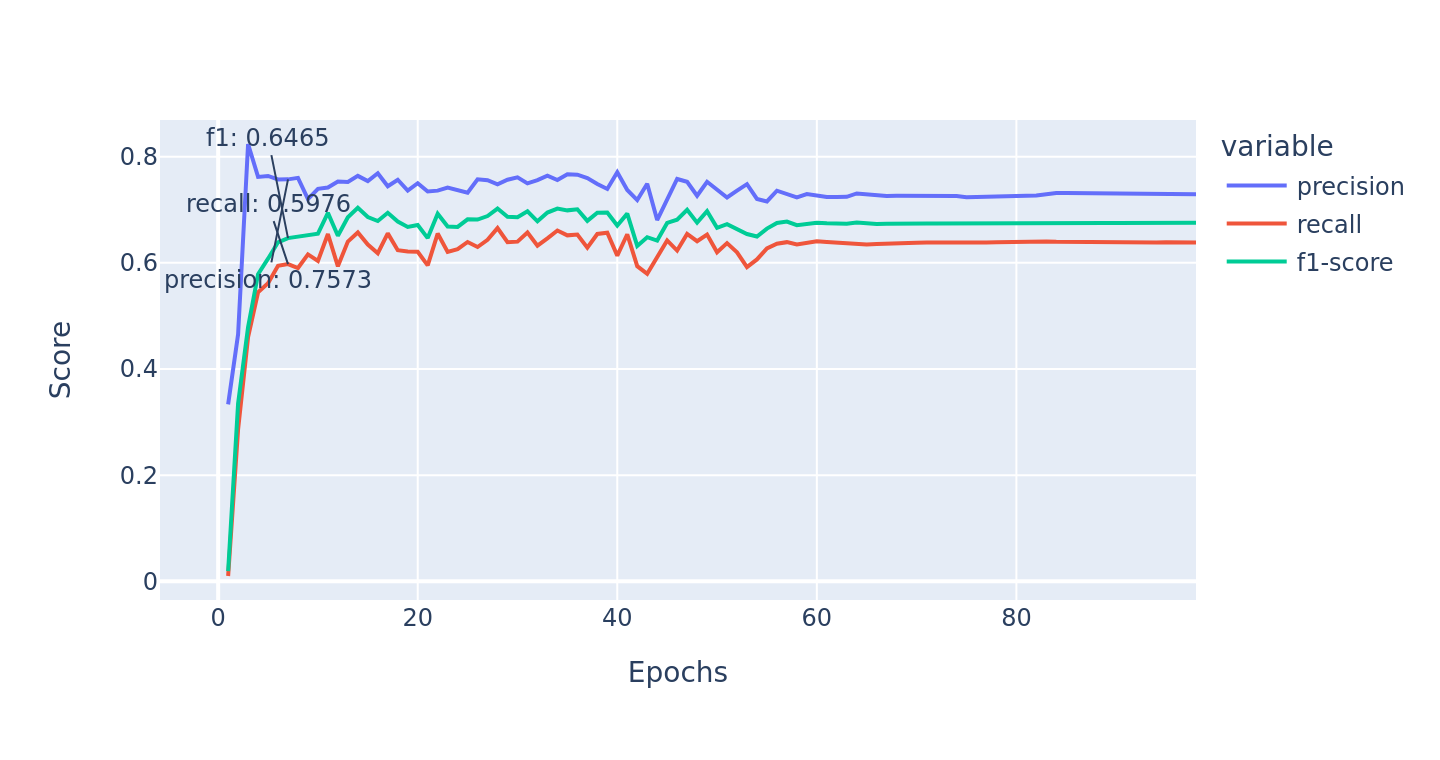 f1: 0.6465
recall: 0.5976
precision: 0.7573
0.8
0.6
0.4
0.2
0
0
20
40
60
80
Score
Epochs
variable
precision
recall
f1-score